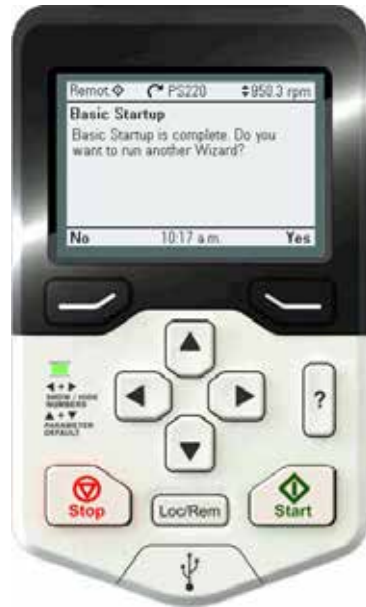 Remot PS220 950.3 rpm
Basic Startup
Basic Startup is complete. Do you
want to run another Wizard?
No 10:17 a.m. Yes
SHOW / HIDE
NUMBERS
PARAMETER
DEFAULT
?
Stop Loc/Rem Start